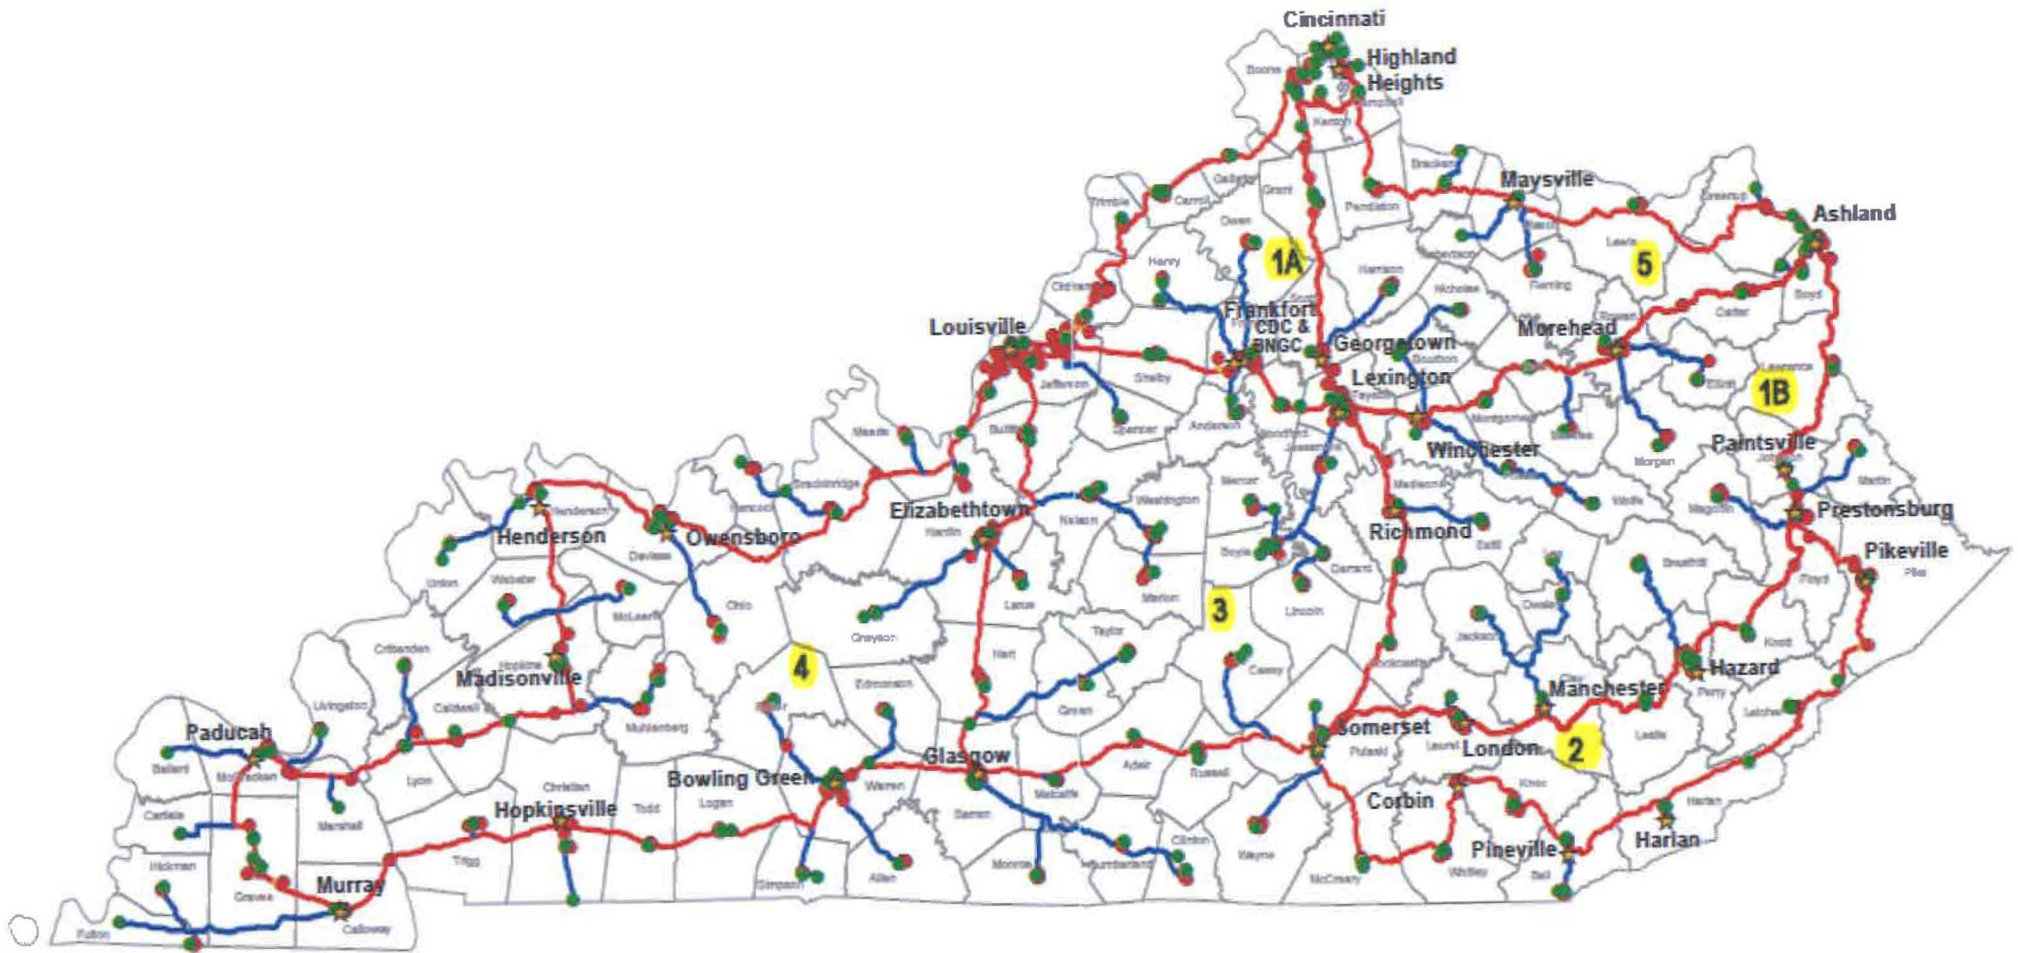 Cincinnati
Highland
Heights
Boone
Campbell
Kenton
Bracken
Maysville
Gallatin
Grant
Carroll
Trimble
Pendleton
Greenup
Ashland
Owen
Mason
Lewis
Robertson
Henry
1A
5
Harrison
Oldham
Nicholas
Fleming
Boyd
Scott
Frankfort
CDC &
BNGC
Carter
Rowan
Louisville
Georgetown
Morehead
Bourbon
Lawrence
Jefferson
Shelby
Lexington
Fayette
Elliott
1B
Spencer
Anderson
Woodford
Montgomery
Menifee
Meade
Bullitt
Jessamine
Winchester
Morgan
Paintsville
Johnson
Breckinridge
Mercer
Madison
Washington
Wolfe
Martin
Hancock
Elizabethtown
Nelson
Magoffin
Prestonsburg
Henderson
Hardin
Richmond
Henderson
Owensboro
Estill
Pikeville
Daviess
Boyle
Garrard
Breathitt
Pike
Union
Webster
Floyd
McLean
Ohio
Larue
Marion
3
Lincoln
Owsley
Grayson
Taylor
Jackson
Crittenden
Hopkins
Hart
Knott
4
Casey
Rockcastle
Hazard
Madisonville
Edmonson
Clay
Manchester
Perry
Livingston
Caldwell
Butler
Green
Letcher
Muhlenberg
Somerset
Paducah
Pulaski
Laurel
London
2
Leslie
Ballard
McCracken
Lyon
Bowling Green
Glasgow
Adair
Russell
Christian
Warren
Metcalfe
Knox
Hopkinsville
Todd
Logan
Corbin
Harlan
Carlisle
Marshall
Barren
Harlan
Hickman
Trigg
Simpson
Allen
Monroe
Cumberland
Clinton
Wayne
McCreary
Whitley
Pineville
Bell
Murray
Graves
Fulton
Calloway